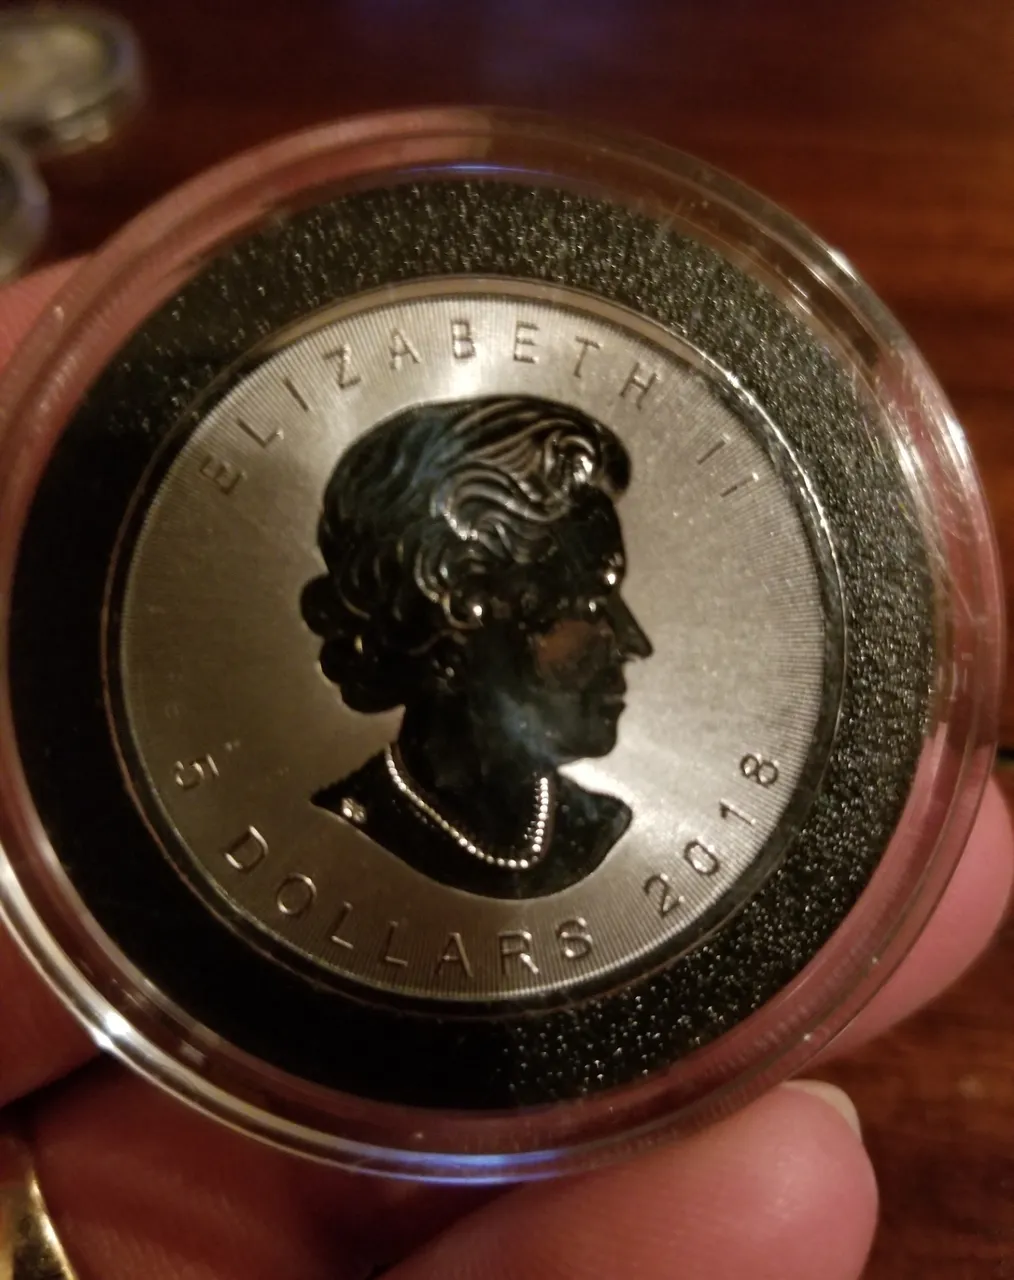 ELIZABETH II
5 DOLLARS 2018